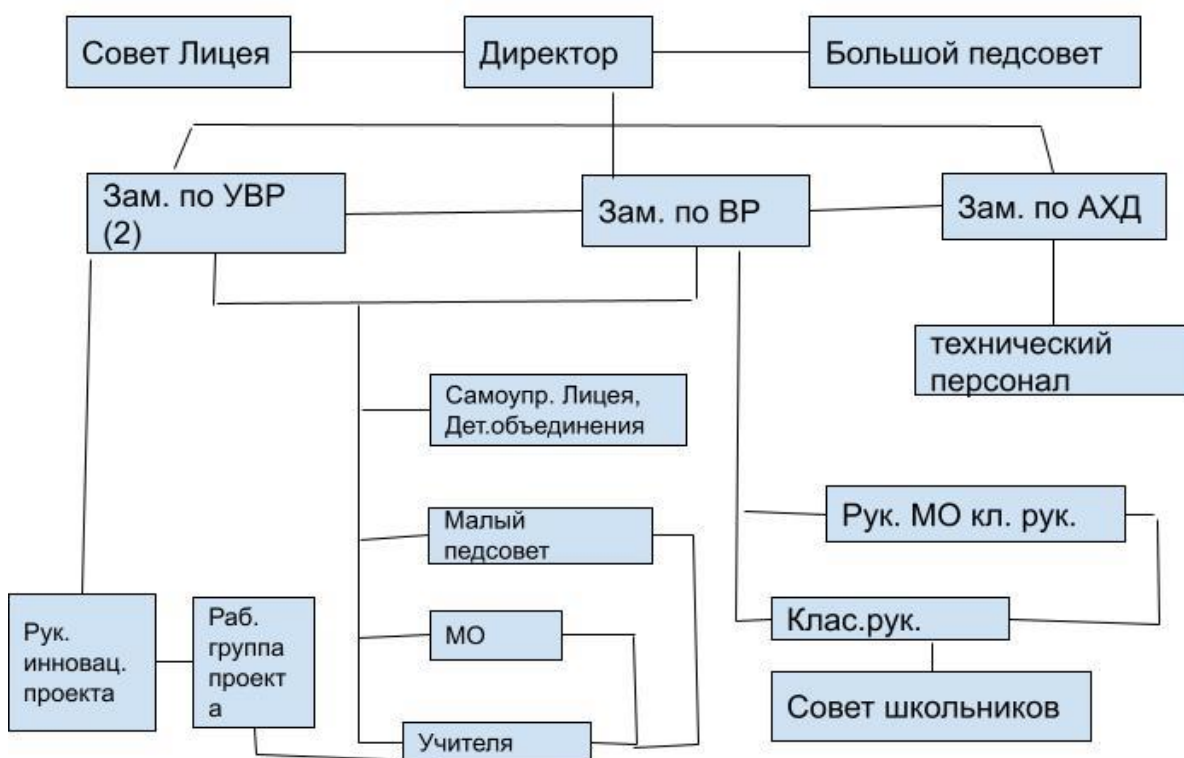 Совет Лицея
Директор
Большой педсовет
Зам. по УВР
(2)
Зам. по ВР
Зам. по АХД
технический
персонал
Самоупр. Лицея,
Дет.объединения
Малый
педсовет
Рук. МО кл. рук.
Рук.
инновац.
проекта
Раб.
группа
проект
а
МО
Клас.рук.
Совет школьников
Учителя